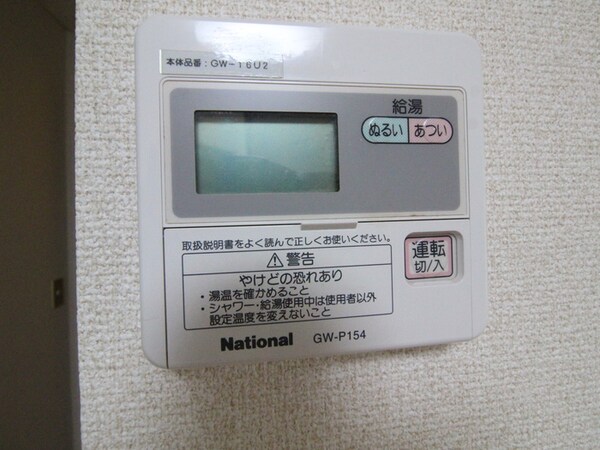 本体品番：GW-16U2
給湯
ぬるい あつい
取扱説明書をよく読んで正しくお使いください。
⚠警告
やけどの恐れあり
・湯温を確かめること
・シャワー・給湯使用中は使用者以外
設定温度を変えないこと
運転
切/入
National GW-P154